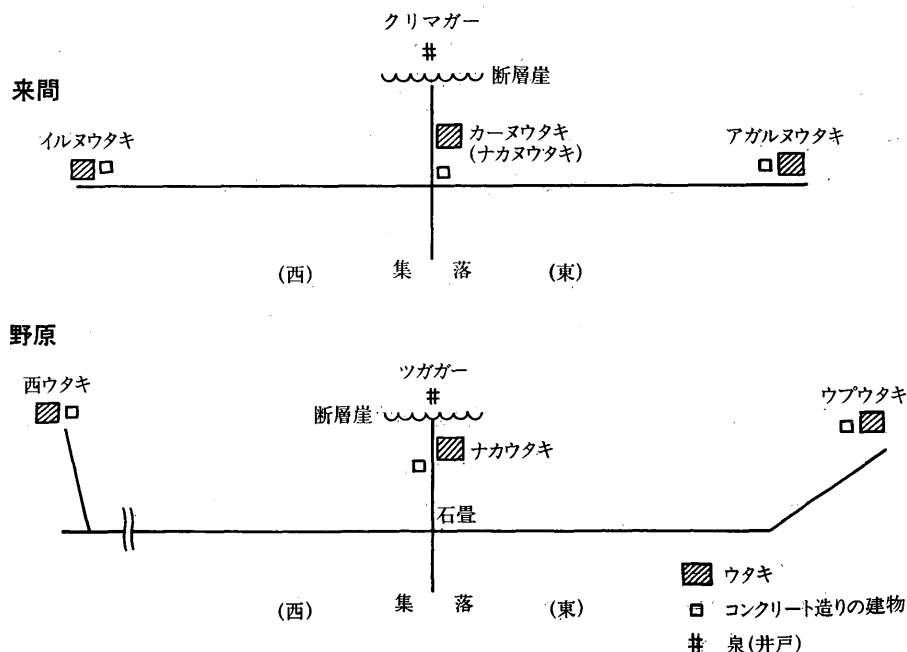 クリマガー
断層崖
来間
イルヌウタキ
カーヌウタキ
(ナカヌウタキ)
アガルヌウタキ
(西) 集落 (東)
野原
西ウタキ
ツガガー
ウプウタキ
断層崖
ナカウタキ
石畳
ウタキ
(西) 集落 (東)
コンクリート造りの建物
泉(井戸)